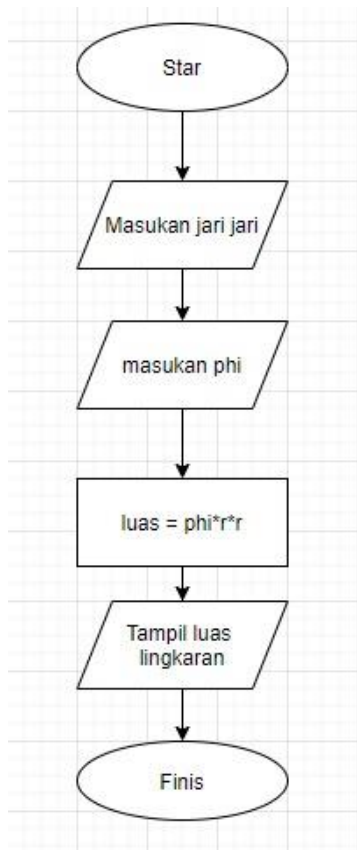 Star
Masukan jari jari
masukan phi
luas = phi*r*r
Tampil luas
lingkaran
Finis